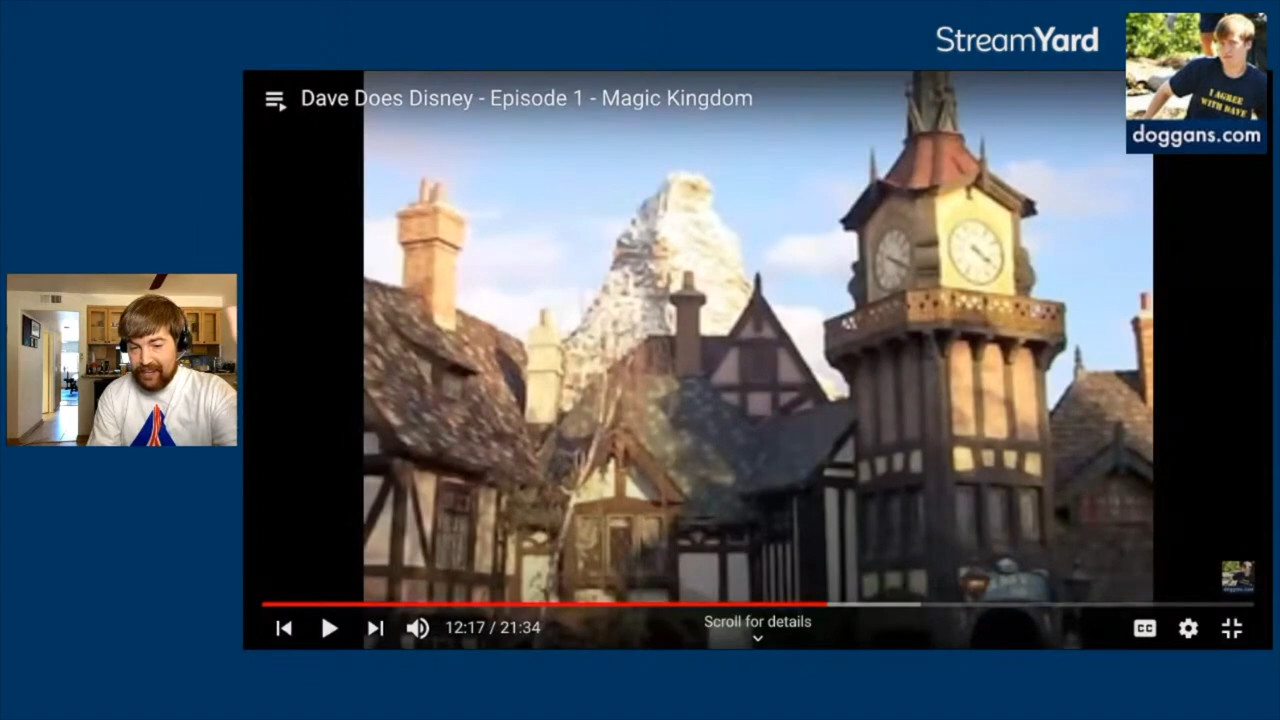 StreamYard
I AGREE
WITH DAVE
doggans.com
Dave Does Disney - Episode 1 - Magic Kingdom
12:17 / 21:34
Scroll for details
CC